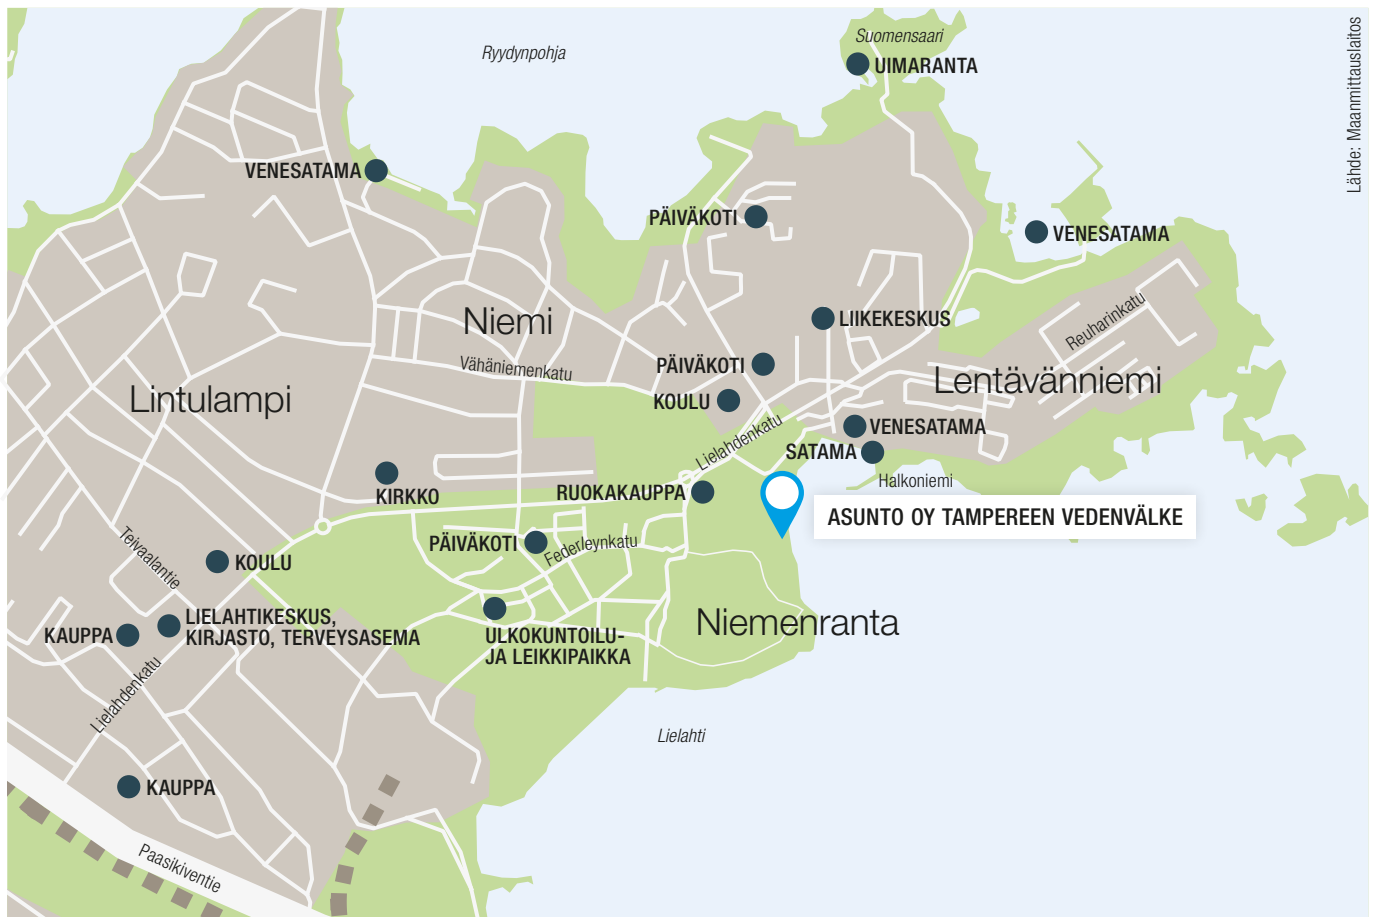 Suomensaari
Ryydynpohja
UIMARANTA
Lähde: Maanmittauslaitos
VENESATAMA
PÄIVÄKOTI
VENESATAMA
Niemi
LIIKEKESKUS
Reuharinkatu
Vähäniemenkatu
PÄIVÄKOTI
Lentävänniemi
Lintulampi
KOULU
VENESATAMA
Lielahdenkatu
SATAMA
Halkoniemi
KIRKKO
RUOKAKAUPPA
ASUNTO OY TAMPEREEN VEDENVÄLKE
PÄIVÄKOTI
Federleynkatu
Teivaalantie
KOULU
LIELAHTIKESKUS,
KIRJASTO, TERVEYSASEMA
KAUPPA
Niemenranta
ULKOKUNTOILU-
JA LEIKKIPAIKKA
Lielahdenkatu
Lielahti
KAUPPA
Paasikiventie